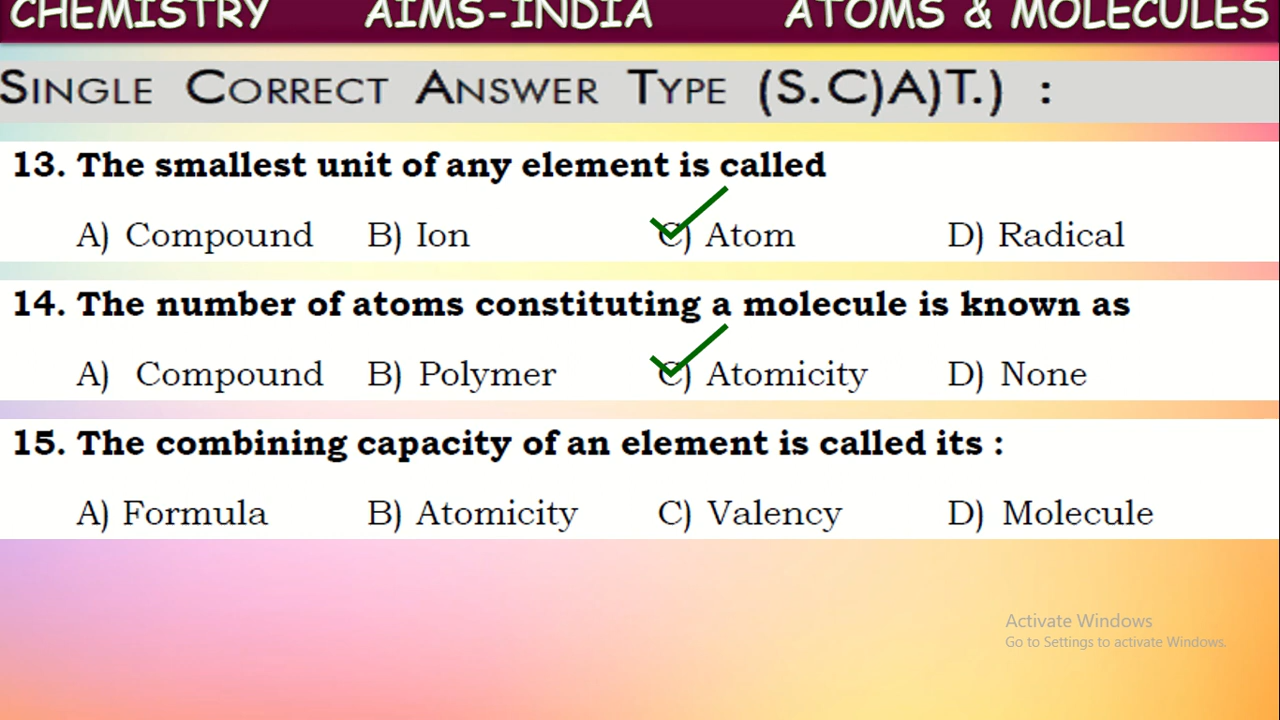 CHEMISTRY AIMS-INDIA ATOMS & MOLECULES
SINGLE CORRECT ANSWER TYPE (S.C)A)T.) :
13. The smallest unit of any element is called
A) Compound B) Ion C) Atom D) Radical
14. The number of atoms constituting a molecule is known as
A) Compound B) Polymer C) Atomicity D) None
15. The combining capacity of an element is called its :
A) Formula B) Atomicity C) Valency D) Molecule
Activate Windows
Go to Settings to activate Windows.